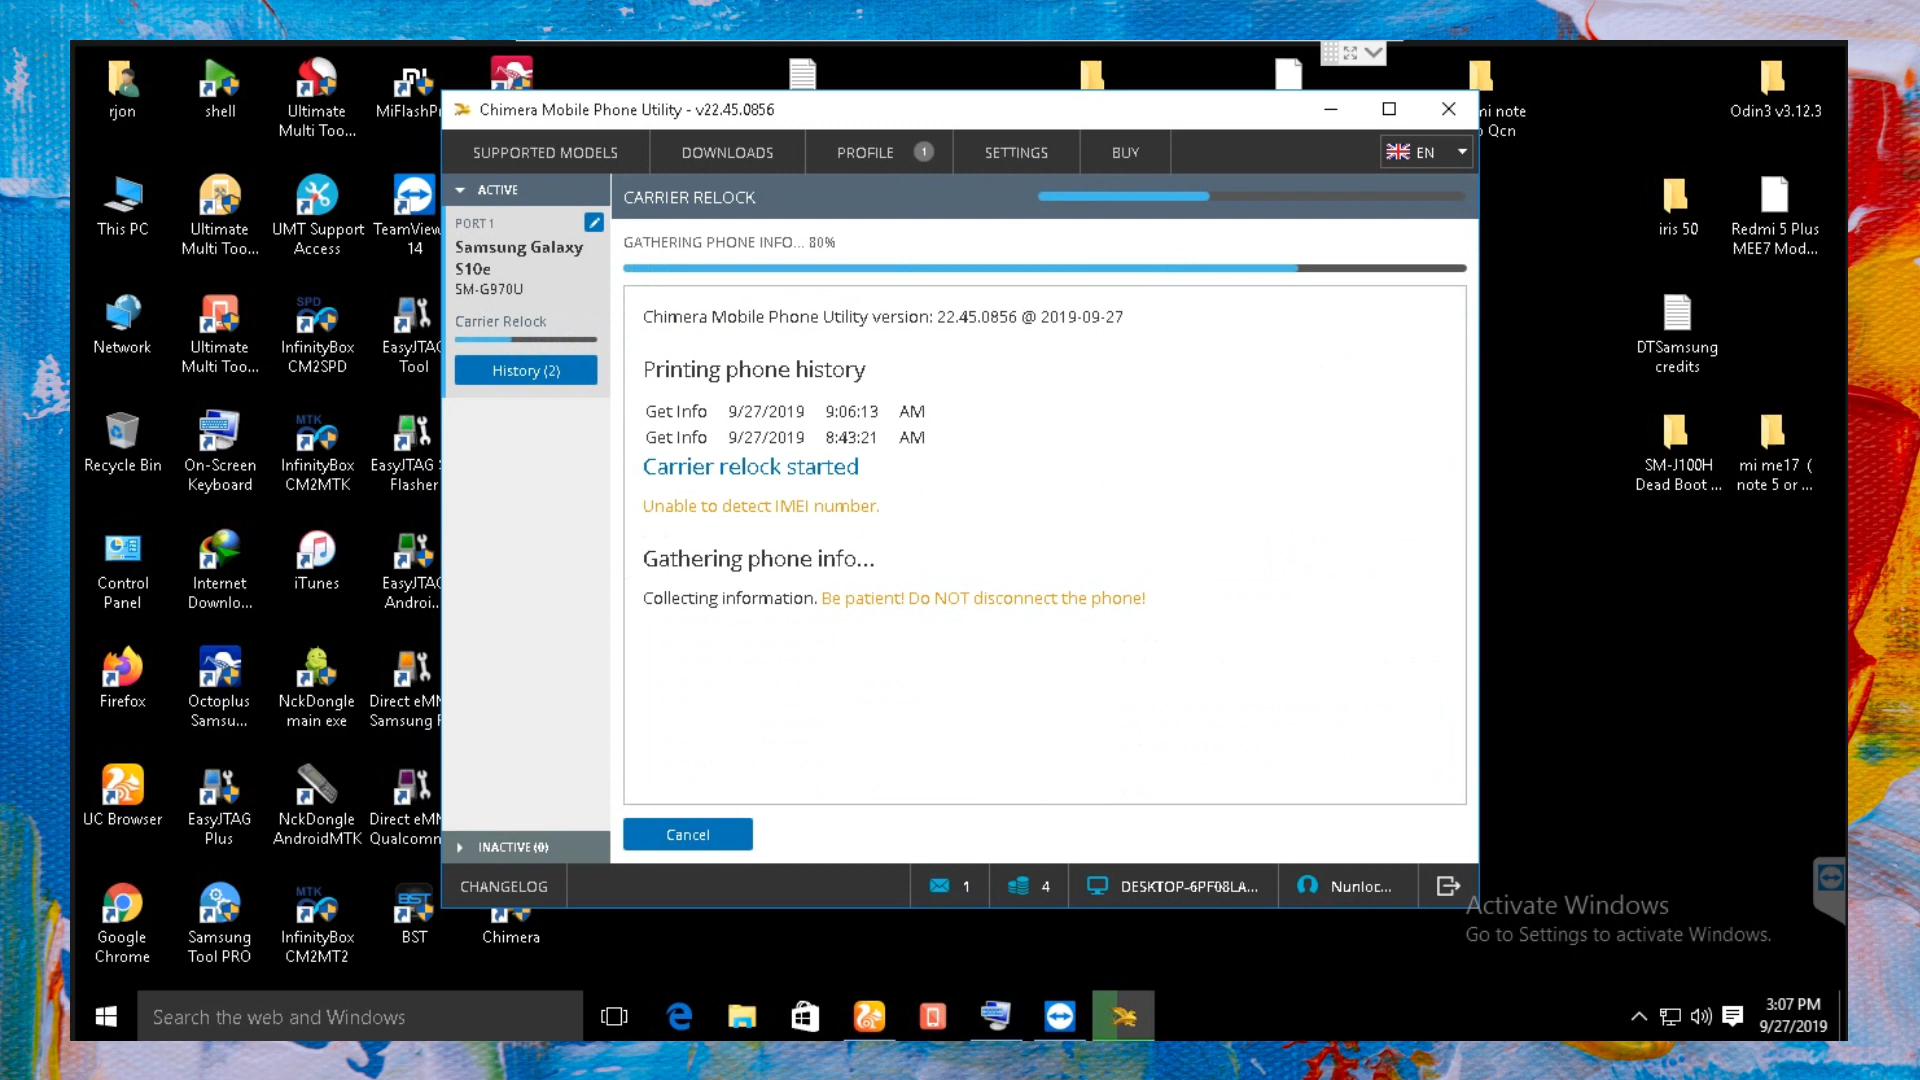 rjon
shell
Ultimate
Multi Too...
MiFlashPr
ni note
Qcn
Odin3 v3.12.3
Chimera Mobile Phone Utility - v22.45.0856
SUPPORTED MODELS
DOWNLOADS
PROFILE 1
SETTINGS
BUY
EN
ACTIVE
PORT 1
Samsung Galaxy
S10e
SM-G970U
Carrier Relock
History (2)
CARRIER RELOCK
GATHERING PHONE INFO... 80%
Chimera Mobile Phone Utility version: 22.45.0856 @ 2019-09-27
Printing phone history
Get Info 9/27/2019 9:06:13 AM
Get Info 9/27/2019 8:43:21 AM
Carrier relock started
Unable to detect IMEI number.
Gathering phone info...
Collecting information. Be patient! Do NOT disconnect the phone!
Cancel
INACTIVE (0)
CHANGELOG
1
4
DESKTOP-6PF08LA...
Nunloc...
This PC
Ultimate
Multi Too...
UMT Support
Access
TeamView
14
iris 50
Redmi 5 Plus
MEE7 Mod...
Network
Ultimate
Multi Too...
SPD
InfinityBox
CM2SPD
EasyJTAG
Tool
DTSamsung
credits
Recycle Bin
On-Screen
Keyboard
MTK
InfinityBox
CM2MTK
EasyJTAG
Flasher
SM-J100H
Dead Boot ...
mi me17 (
note 5 or ...
Control
Panel
Internet
Downlo...
iTunes
EasyJTAG
Androi...
Firefox
Octoplus
Samsu...
NckDongle
main exe
Direct eMM
Samsung
UC Browser
EasyJTAG
Plus
NckDongle
AndroidMTK
Direct eMM
Qualcomm
Google
Chrome
Samsung
Tool PRO
MTK
InfinityBox
CM2MT2
BST
BST
Chimera
Activate Windows
Go to Settings to activate Windows.
Search the web and Windows
3:07 PM
9/27/2019